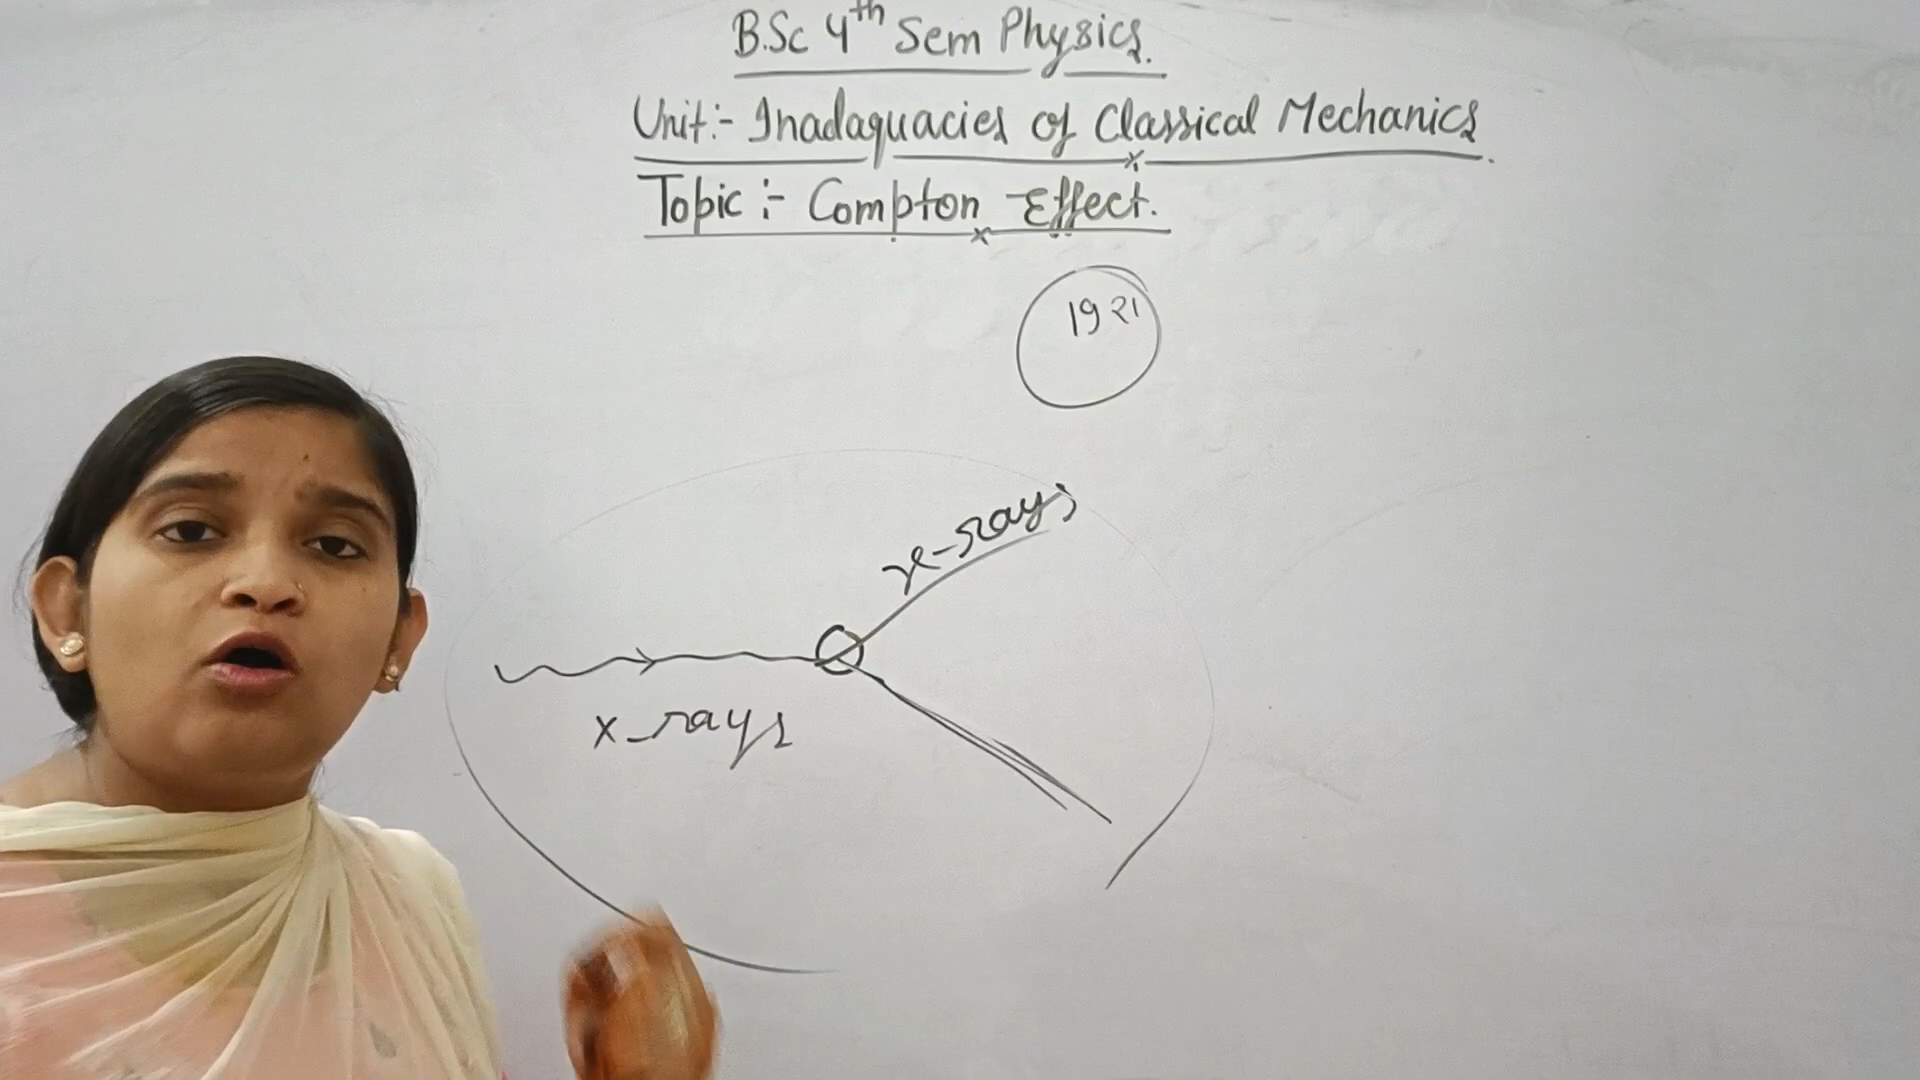 B.Sc 4th Sem Physics.
Unit:- Inadaquacies of Classical Mechanics.
Topic :- Compton Effect.
1921
x-rays
x-rays